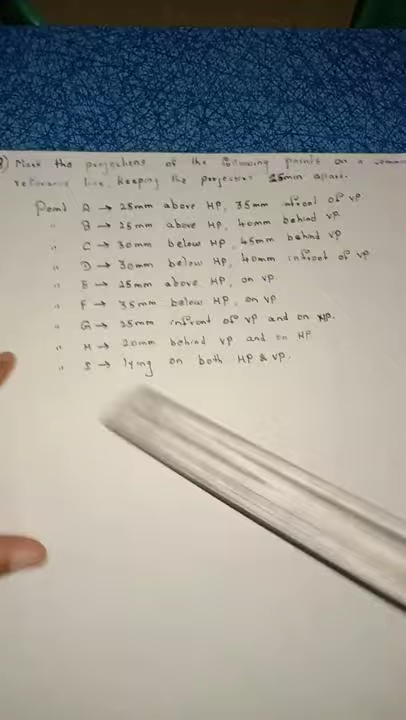 Mark the projections of the following points on a common
reference line, keeping the projectors 25mm apart.
Point A → 25mm above HP, 35mm infront of VP
" B → 25mm above HP, 40mm behind VP
" C → 30mm below HP, 45mm behind VP
" D → 30mm below HP, 40mm infront of VP
" E → 25mm above HP, on VP.
" F → 35mm below HP, on VP
" G → 35mm infront of VP and on HP.
" H → 20mm behind VP and on HP
" S → lying on both HP & VP.